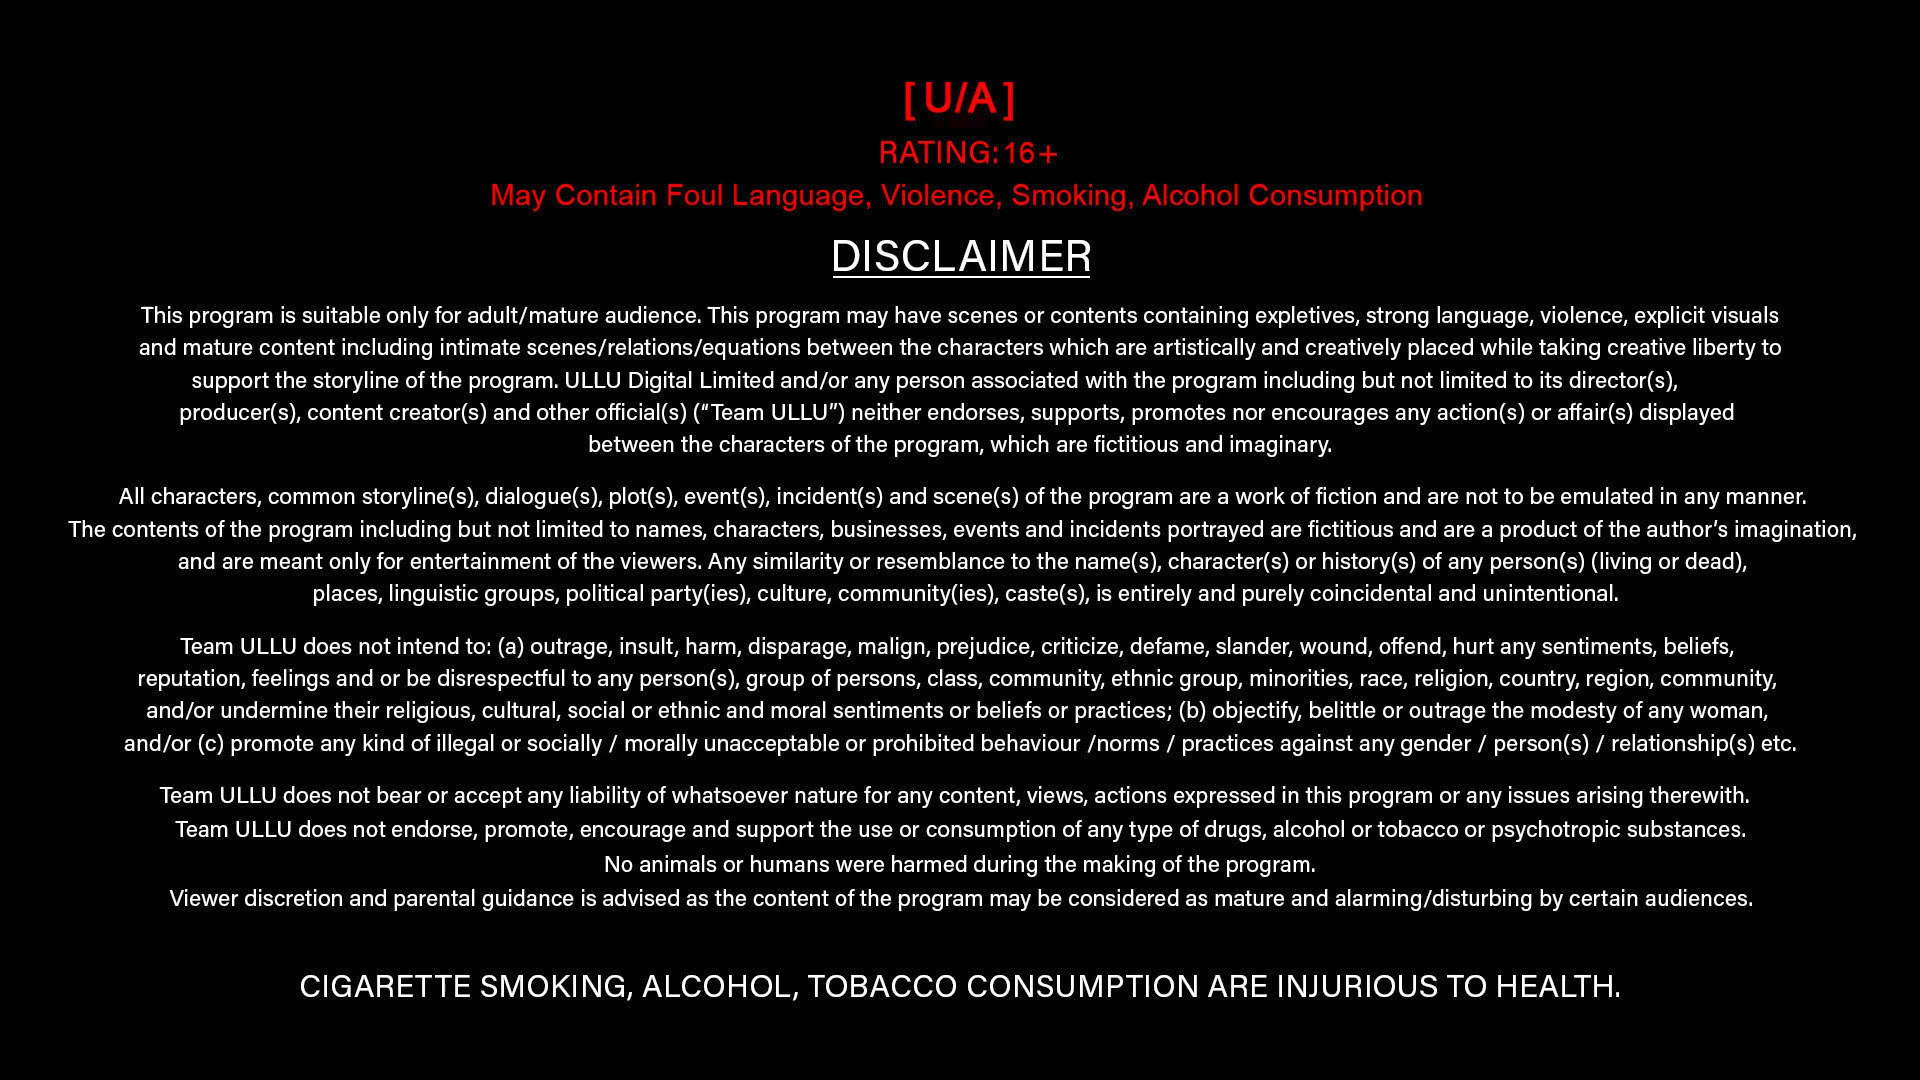 [ U/A ]
RATING: 16+
May Contain Foul Language, Violence, Smoking, Alcohol Consumption
DISCLAIMER
This program is suitable only for adult/mature audience. This program may have scenes or contents containing expletives, strong language, violence, explicit visuals
and mature content including intimate scenes/relations/equations between the characters which are artistically and creatively placed while taking creative liberty to
support the storyline of the program. ULLU Digital Limited and/or any person associated with the program including but not limited to its director(s),
producer(s), content creator(s) and other official(s) (“Team ULLU”) neither endorses, supports, promotes nor encourages any action(s) or affair(s) displayed
between the characters of the program, which are fictitious and imaginary.
All characters, common storyline(s), dialogue(s), plot(s), event(s), incident(s) and scene(s) of the program are a work of fiction and are not to be emulated in any manner.
The contents of the program including but not limited to names, characters, businesses, events and incidents portrayed are fictitious and are a product of the author’s imagination,
and are meant only for entertainment of the viewers. Any similarity or resemblance to the name(s), character(s) or history(s) of any person(s) (living or dead),
places, linguistic groups, political party(ies), culture, community(ies), caste(s), is entirely and purely coincidental and unintentional.
Team ULLU does not intend to: (a) outrage, insult, harm, disparage, malign, prejudice, criticize, defame, slander, wound, offend, hurt any sentiments, beliefs,
reputation, feelings and or be disrespectful to any person(s), group of persons, class, community, ethnic group, minorities, race, religion, country, region, community,
and/or undermine their religious, cultural, social or ethnic and moral sentiments or beliefs or practices; (b) objectify, belittle or outrage the modesty of any woman,
and/or (c) promote any kind of illegal or socially / morally unacceptable or prohibited behaviour /norms / practices against any gender / person(s) / relationship(s) etc.
Team ULLU does not bear or accept any liability of whatsoever nature for any content, views, actions expressed in this program or any issues arising therewith.
Team ULLU does not endorse, promote, encourage and support the use or consumption of any type of drugs, alcohol or tobacco or psychotropic substances.
No animals or humans were harmed during the making of the program.
Viewer discretion and parental guidance is advised as the content of the program may be considered as mature and alarming/disturbing by certain audiences.
CIGARETTE SMOKING, ALCOHOL, TOBACCO CONSUMPTION ARE INJURIOUS TO HEALTH.